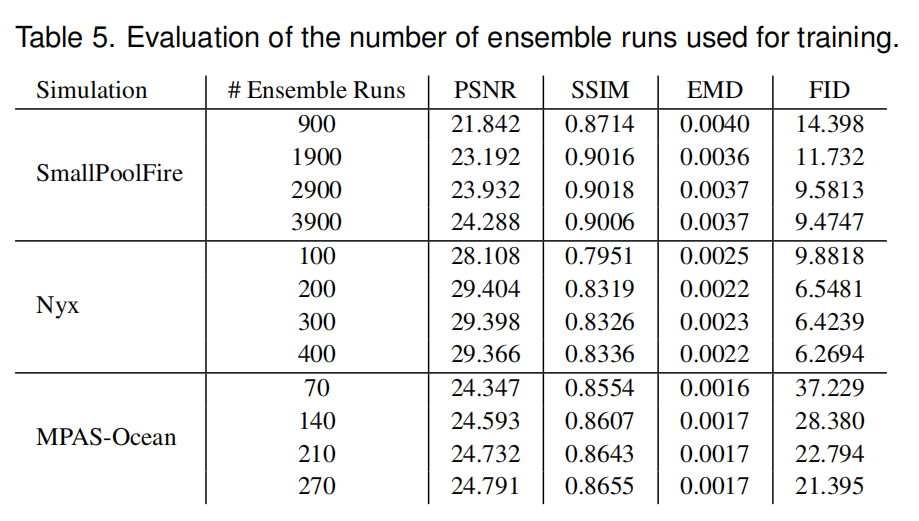 Table 5. Evaluation of the number of ensemble runs used for training.
Simulation # Ensemble Runs PSNR SSIM EMD FID
SmallPoolFire
900 21.842 0.8714 0.0040 14.398
1900 23.192 0.9016 0.0036 11.732
2900 23.932 0.9018 0.0037 9.5813
3900 24.288 0.9006 0.0037 9.4747
Nyx
100 28.108 0.7951 0.0025 9.8818
200 29.404 0.8319 0.0022 6.5481
300 29.398 0.8326 0.0023 6.4239
400 29.366 0.8336 0.0022 6.2694
MPAS-Ocean
70 24.347 0.8554 0.0016 37.229
140 24.593 0.8607 0.0017 28.380
210 24.732 0.8643 0.0017 22.794
270 24.791 0.8655 0.0017 21.395